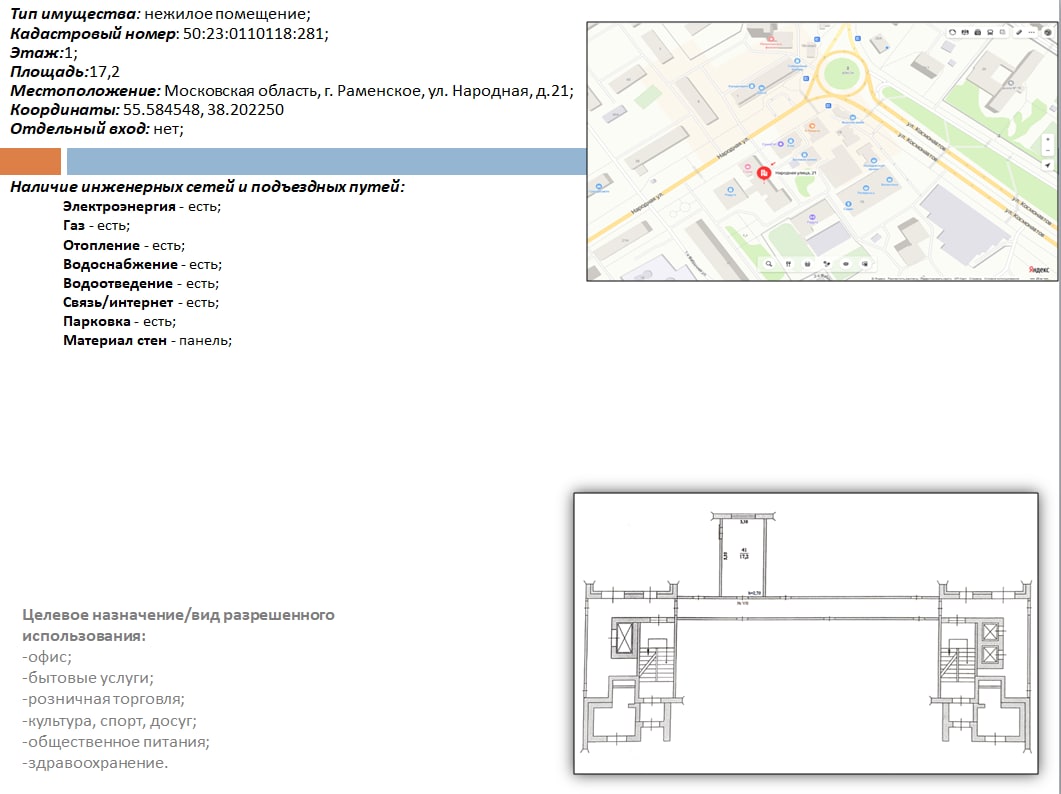 Тип имущества: нежилое помещение;
Кадастровый номер: 50:23:0110118:281;
Этаж:1;
Площадь:17,2
Местоположение: Московская область, г. Раменское, ул. Народная, д.21;
Координаты: 55.584548, 38.202250
Отдельный вход: нет;
Наличие инженерных сетей и подъездных путей:
Электроэнергия - есть;
Газ - есть;
Отопление - есть;
Водоснабжение - есть;
Водоотведение - есть;
Связь/интернет - есть;
Парковка - есть;
Материал стен - панель;
ул. Космонавтов
ул. Космонавтов
ул. Космонавтов
ул. Космонавтов
Народная ул.
Народная ул.
Народная улица, 21
Яндекс
Целевое назначение/вид разрешенного
использования:
-офис;
-бытовые услуги;
-розничная торговля;
-культура, спорт, досуг;
-общественное питания;
-здравоохранение.
41
17,2